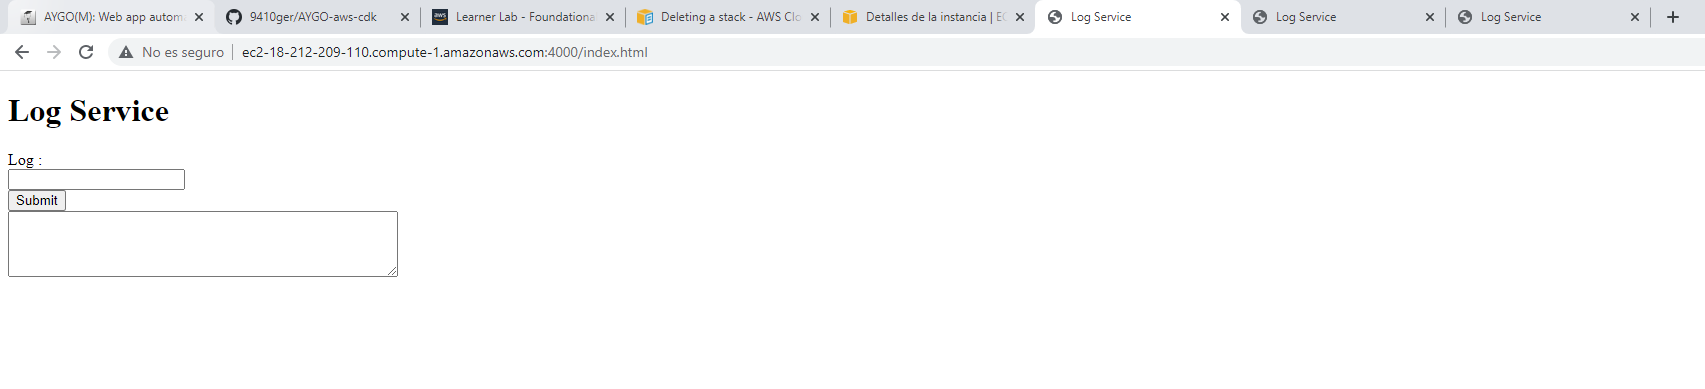 AYGO(M): Web app autom
9410ger/AYGO-aws-cdk
Learner Lab - Foundationa
Deleting a stack - AWS Clo
Detalles de la instancia | EC
Log Service
Log Service
Log Service
No es seguro
ec2-18-212-209-110.compute-1.amazonaws.com:4000/index.html
Log Service
Log :
Submit